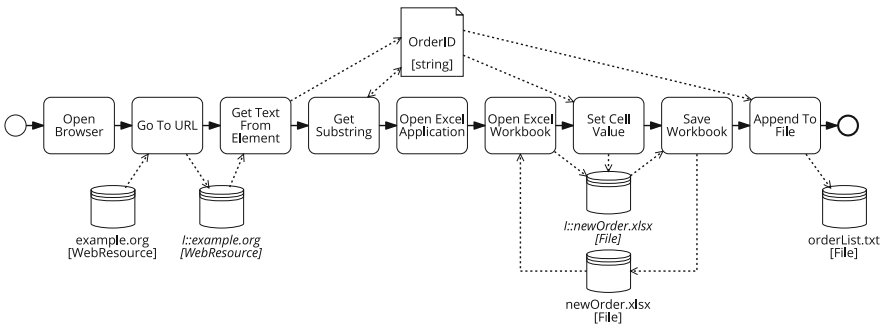 OrderID
[string]
Open
Browser
Go To URL
Get Text
From
Element
Get
Substring
Open Excel
Application
Open Excel
Workbook
Set Cell
Value
Save
Workbook
Append To
File
example.org
[WebResource]
l::example.org
[WebResource]
l::newOrder.xlsx
[File]
orderList.txt
[File]
newOrder.xlsx
[File]